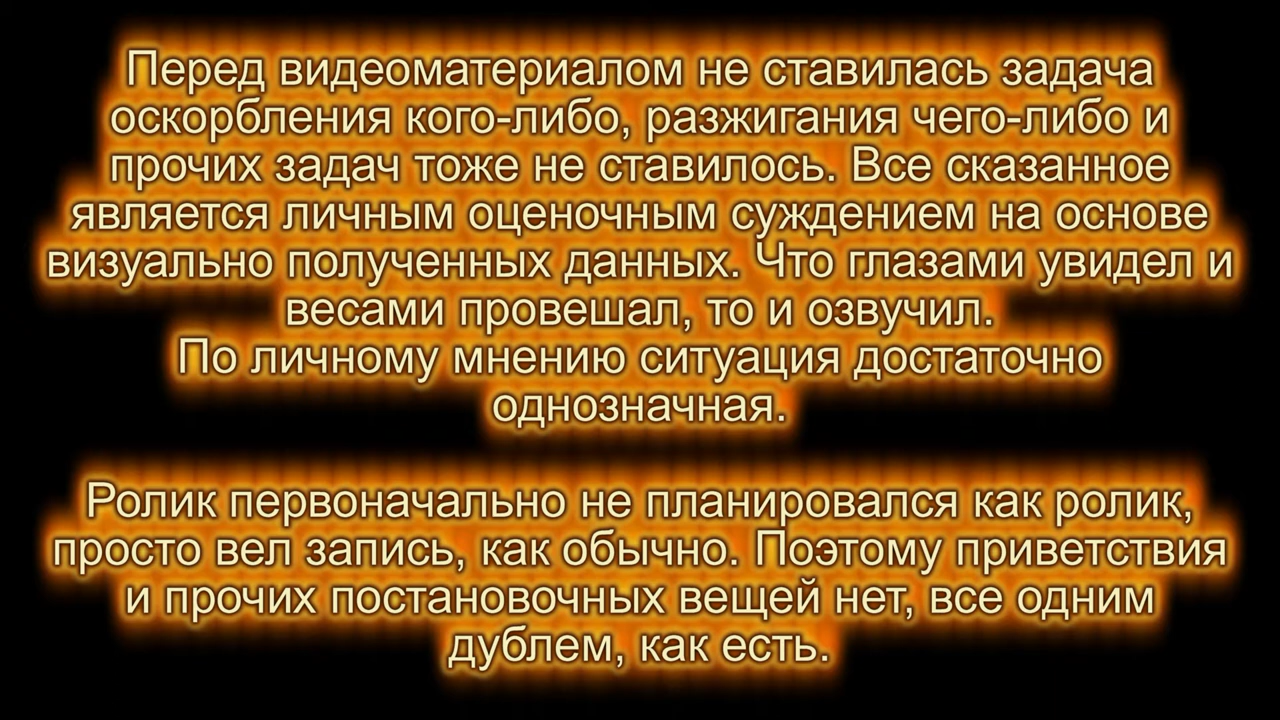 Перед видеоматериалом не ставилась задача
оскорбления кого-либо, разжигания чего-либо и
прочих задач тоже не ставилось. Все сказанное
является личным оценочным суждением на основе
визуально полученных данных. Что глазами увидел и
весами провешал, то и озвучил.
По личному мнению ситуация достаточно
однозначная.
Ролик первоначально не планировался как ролик,
просто вел запись, как обычно. Поэтому приветствия
и прочих постановочных вещей нет, все одним
дублем, как есть.